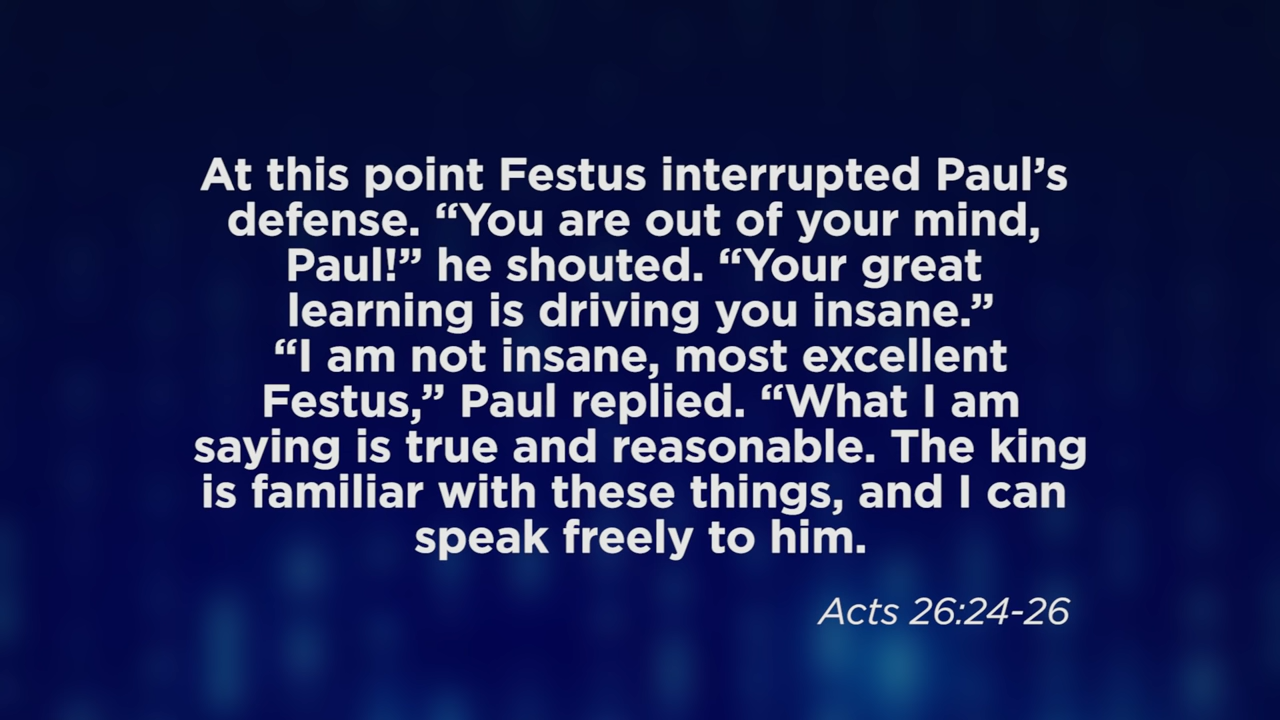 At this point Festus interrupted Paul’s
defense. “You are out of your mind,
Paul!” he shouted. “Your great
learning is driving you insane.”
“I am not insane, most excellent
Festus,” Paul replied. “What I am
saying is true and reasonable. The king
is familiar with these things, and I can
speak freely to him.
Acts 26:24-26